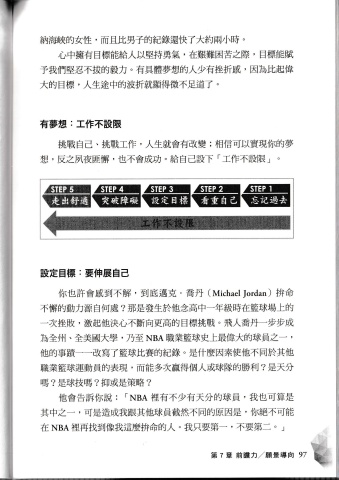 納海峽的女性，而且比男子的紀錄還快了大約兩小時。
心中擁有目標能給人以堅持勇氣，在艱難困苦之際，目標能賦
予我們堅忍不拔的毅力。有具體夢想的人少有挫折感，因為比起偉
大的目標，人生途中的波折就顯得微不足道了。
有夢想：工作不設限
挑戰自己、挑戰工作，人生就會有改變；相信可以實現你的夢
想，反之夙夜匪懈，也不會成功。給自己設下「工作不設限」。
STEP 5 STEP 4 STEP 3 STEP 2 STEP 1
走出舒適 突破障礙 設定目標 看重自己 忘記過去
工作不設限
設定目標：要伸展自己
你也許會感到不解，到底邁克．喬丹（Michael Jordan）拚命
不懈的動力源自何處？那是發生於他念高中一年級時在籃球場上的
一次挫敗，激起他決心不斷向更高的目標挑戰。飛人喬丹一步步成
為全州、全美國大學，乃至 NBA 職業籃球史上最偉大的球員之一，
他的事蹟一一改寫了籃球比賽的紀錄。是什麼因素使他不同於其他
職業籃球運動員的表現，而能多次贏得個人或球隊的勝利？是天分
嗎？是球技嗎？抑或是策略？
他會告訴你說：「NBA 裡有不少有天分的球員，我也可算是
其中之一，可是造成我跟其他球員截然不同的原因是，你絕不可能
在 NBA 裡再找到像我這麼拚命的人。我只要第一，不要第二。」
第 7 章 前瞻力／願景導向 97